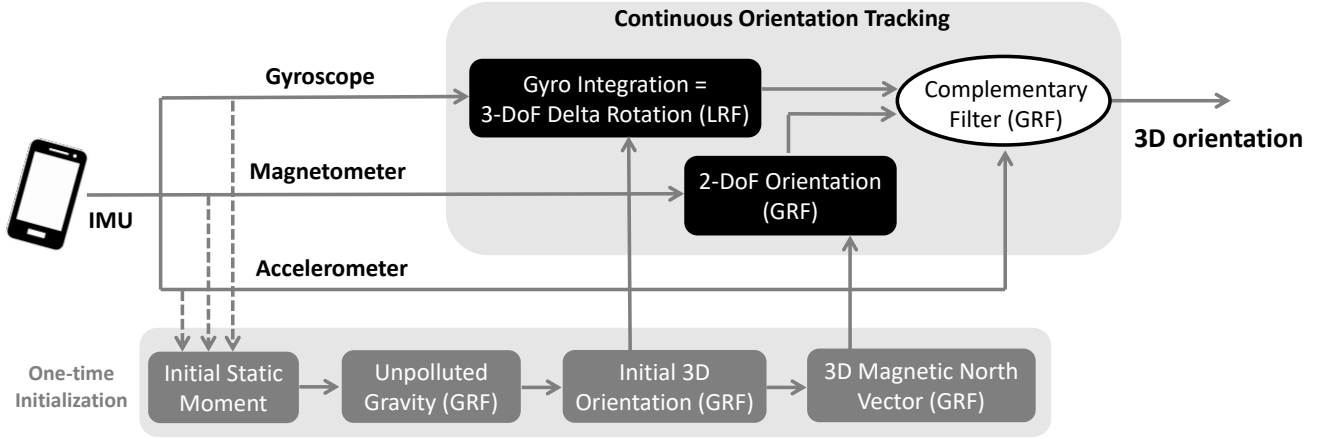 Continuous Orientation Tracking
Gyroscope
Gyro Integration =
3-DoF Delta Rotation (LRF)
Complementary
Filter (GRF)
3D orientation
Magnetometer
2-DoF Orientation
(GRF)
IMU
Accelerometer
One-time
Initialization
Initial Static
Moment
Unpolluted
Gravity (GRF)
Initial 3D
Orientation (GRF)
3D Magnetic North
Vector (GRF)